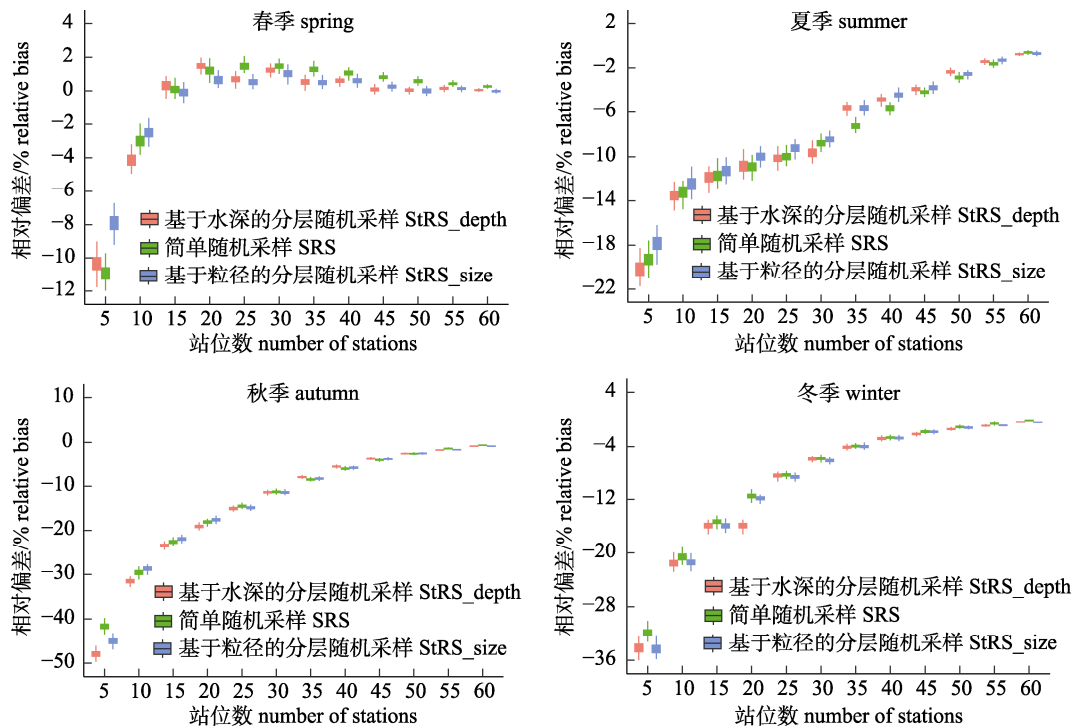 春季 spring
相对偏差/% relative bias
4
2
0
−2
−4
−6
−8
−10
−12
基于水深的分层随机采样 StRS_depth
简单随机采样 SRS
基于粒径的分层随机采样 StRS_size
5 10 15 20 25 30 35 40 45 50 55 60
站位数 number of stations
夏季 summer
相对偏差/% relative bias
2
−2
−6
−10
−14
−18
−22
基于水深的分层随机采样 StRS_depth
简单随机采样 SRS
基于粒径的分层随机采样 StRS_size
5 10 15 20 25 30 35 40 45 50 55 60
站位数 number of stations
秋季 autumn
相对偏差/% relative bias
10
0
−10
−20
−30
−40
−50
基于水深的分层随机采样 StRS_depth
简单随机采样 SRS
基于粒径的分层随机采样 StRS_size
5 10 15 20 25 30 35 40 45 50 55 60
站位数 number of stations
冬季 winter
相对偏差/% relative bias
4
−4
−12
−20
−28
−36
基于水深的分层随机采样 StRS_depth
简单随机采样 SRS
基于粒径的分层随机采样 StRS_size
5 10 15 20 25 30 35 40 45 50 55 60
站位数 number of stations